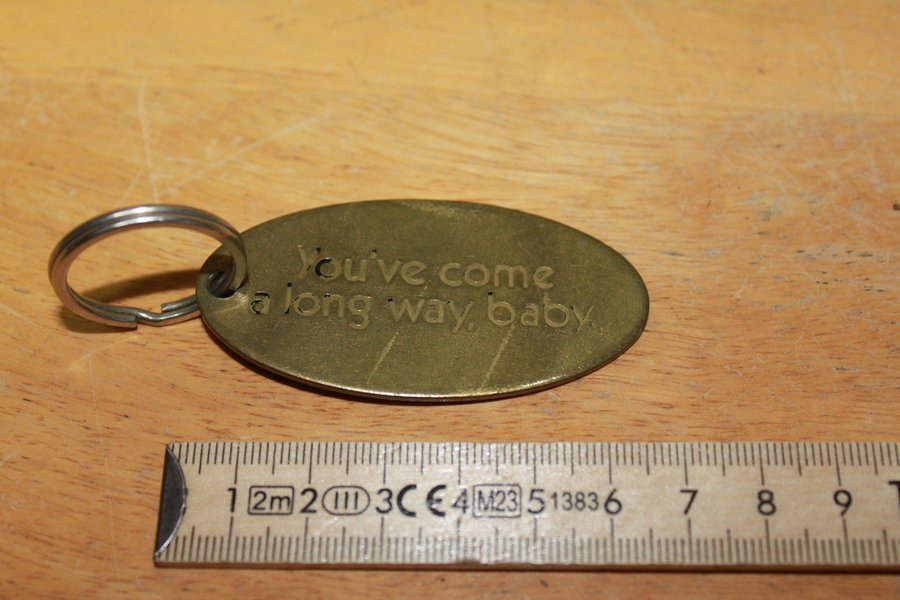 You've come
a long way, baby.
1 2m 2 III 3 CE 4 M23 5 1383 6 7 8 9